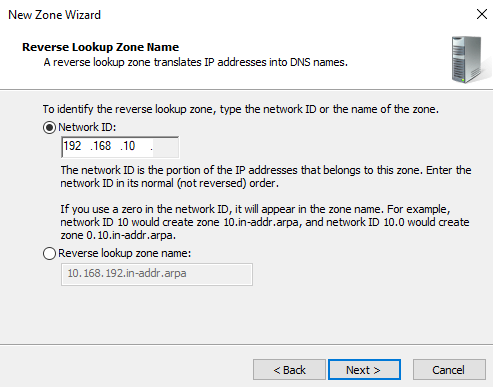 New Zone Wizard
Reverse Lookup Zone Name
A reverse lookup zone translates IP addresses into DNS names.
To identify the reverse lookup zone, type the network ID or the name of the zone.
Network ID:
192 .168 .10 .
The network ID is the portion of the IP addresses that belongs to this zone. Enter the
network ID in its normal (not reversed) order.
If you use a zero in the network ID, it will appear in the zone name. For example,
network ID 10 would create zone 10.in-addr.arpa, and network ID 10.0 would create
zone 0.10.in-addr.arpa.
Reverse lookup zone name:
10.168.192.in-addr.arpa
< Back
Next >
Cancel